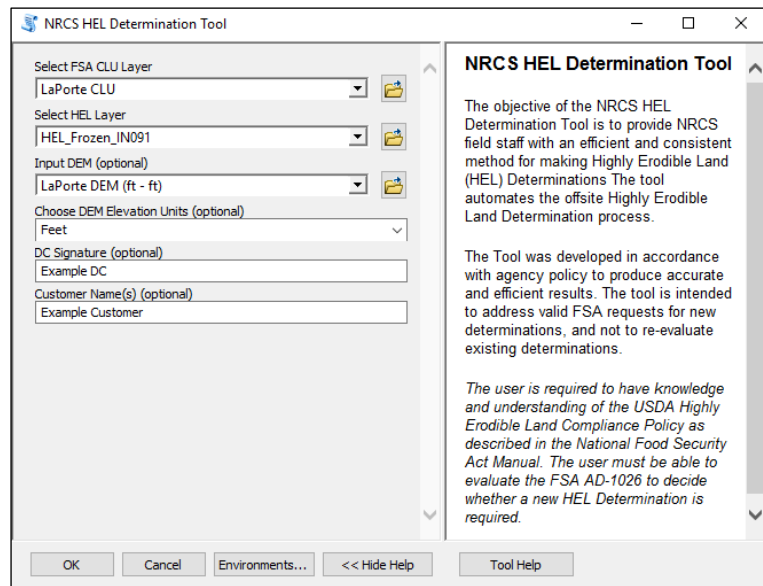 NRCS HEL Determination Tool
Select FSA CLU Layer
LaPorte CLU
Select HEL Layer
HEL_Frozen_IN091
Input DEM (optional)
LaPorte DEM (ft - ft)
Choose DEM Elevation Units (optional)
Feet
DC Signature (optional)
Example DC
Customer Name(s) (optional)
Example Customer
NRCS HEL Determination Tool
The objective of the NRCS HEL
Determination Tool is to provide NRCS
field staff with an efficient and consistent
method for making Highly Erodible Land
(HEL) Determinations The tool
automates the offsite Highly Erodible
Land Determination process.
The Tool was developed in accordance
with agency policy to produce accurate
and efficient results. The tool is intended
to address valid FSA requests for new
determinations, and not to re-evaluate
existing determinations.
The user is required to have knowledge
and understanding of the USDA Highly
Erodible Land Compliance Policy as
described in the National Food Security
Act Manual. The user must be able to
evaluate the FSA AD-1026 to decide
whether a new HEL Determination is
required.
OK
Cancel
Environments...
<< Hide Help
Tool Help